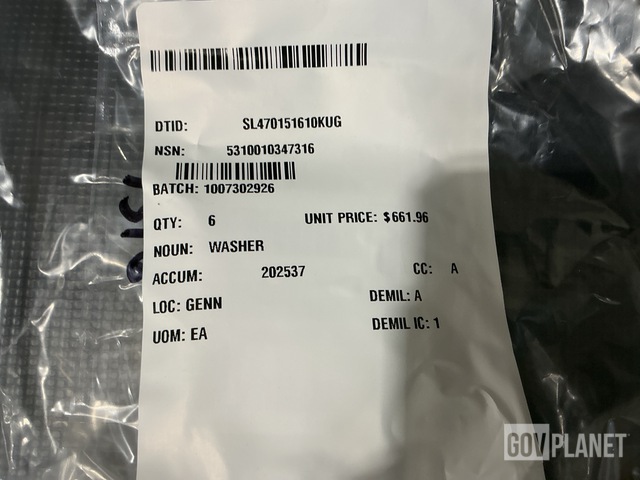 DTID: SL470151610KUG
NSN: 5310010347316
BATCH: 1007302926
QTY: 6 UNIT PRICE: $661.96
NOUN: WASHER
ACCUM: 202537 CC: A
LOC: GENN DEMIL: A
UOM: EA DEMIL IC: 1
GOVPLANET